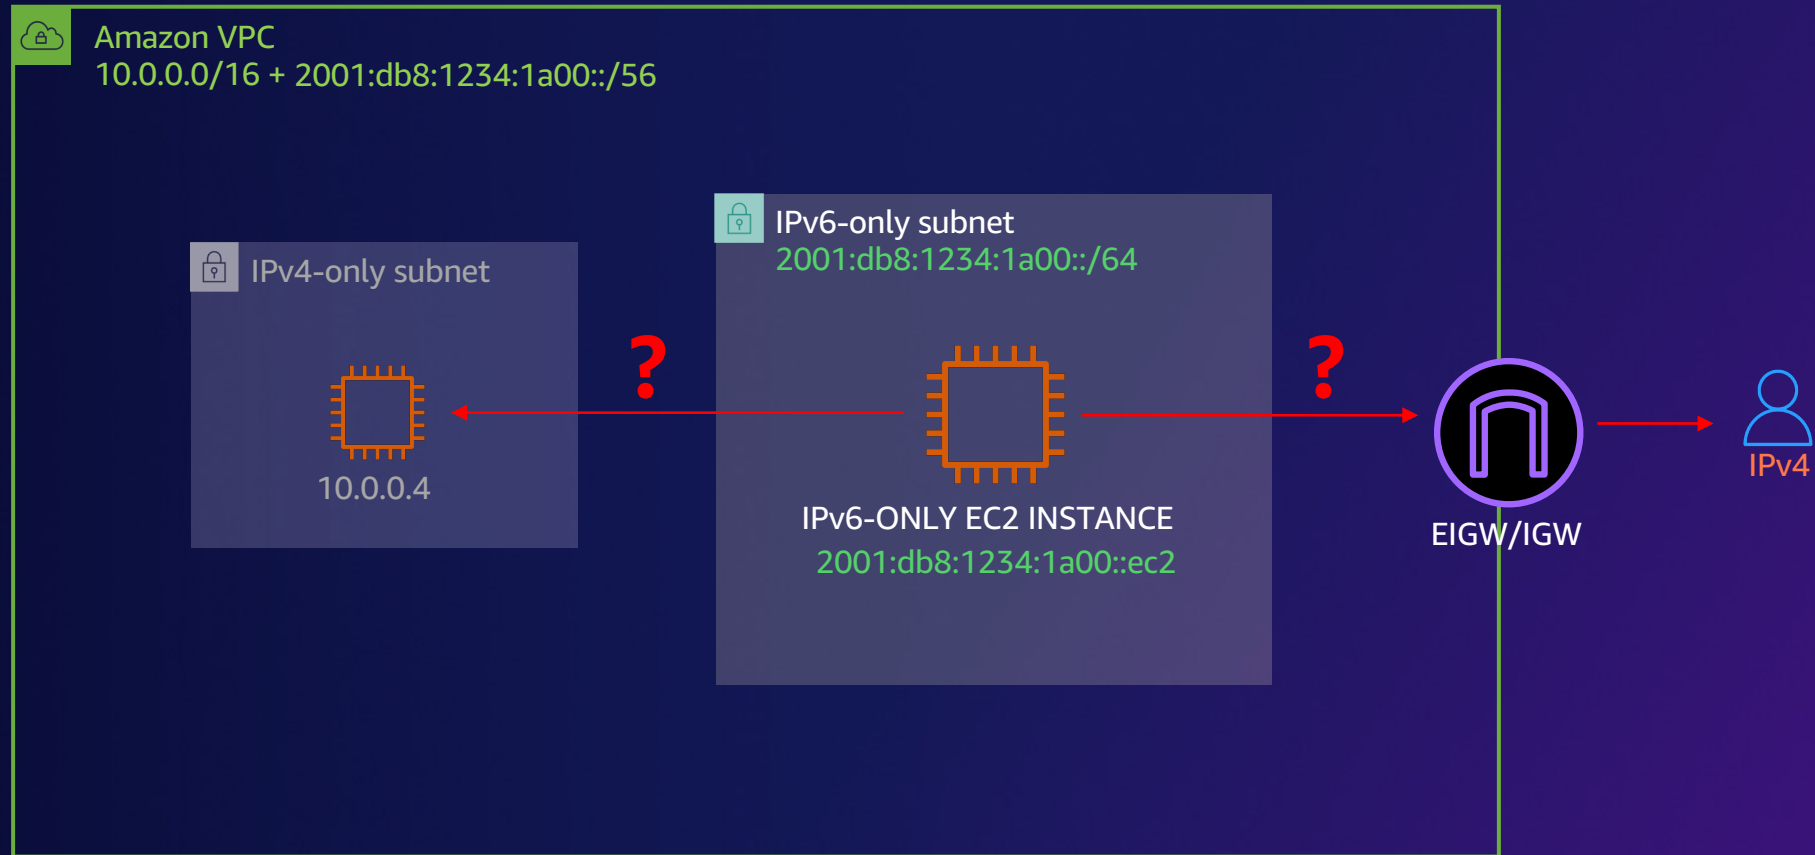 Amazon VPC
10.0.0.0/16 + 2001:db8:1234:1a00::/56
IPv4-only subnet
10.0.0.4
?
IPv6-only subnet
2001:db8:1234:1a00::/64
IPv6-ONLY EC2 INSTANCE
2001:db8:1234:1a00::ec2
?
EIGW/IGW
IPv4